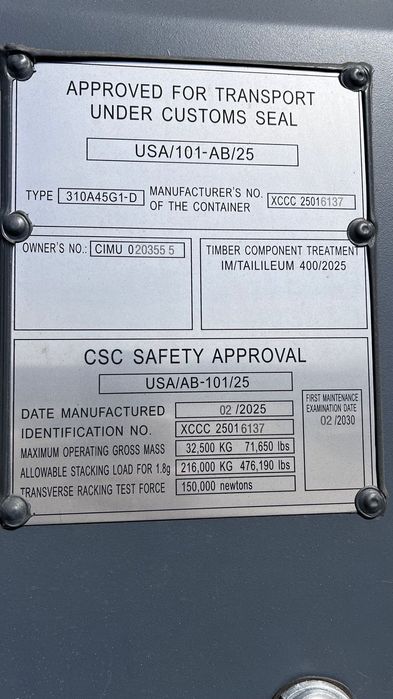 APPROVED FOR TRANSPORT
UNDER CUSTOMS SEAL
USA/101-AB/25
TYPE 310A45G1-D MANUFACTURER'S NO. OF THE CONTAINER XCCC 25016137
OWNER'S NO.: CIMU 020355 5
TIMBER COMPONENT TREATMENT
IM/TAILILEUM 400/2025
CSC SAFETY APPROVAL
USA/AB-101/25
DATE MANUFACTURED 02 /2025
IDENTIFICATION NO. XCCC 25016137
MAXIMUM OPERATING GROSS MASS 32,500 KG 71,650 lbs
ALLOWABLE STACKING LOAD FOR 1.8g 216,000 KG 476,190 lbs
TRANSVERSE RACKING TEST FORCE 150,000 newtons
FIRST MAINTENANCE
EXAMINATION DATE
02 /2030